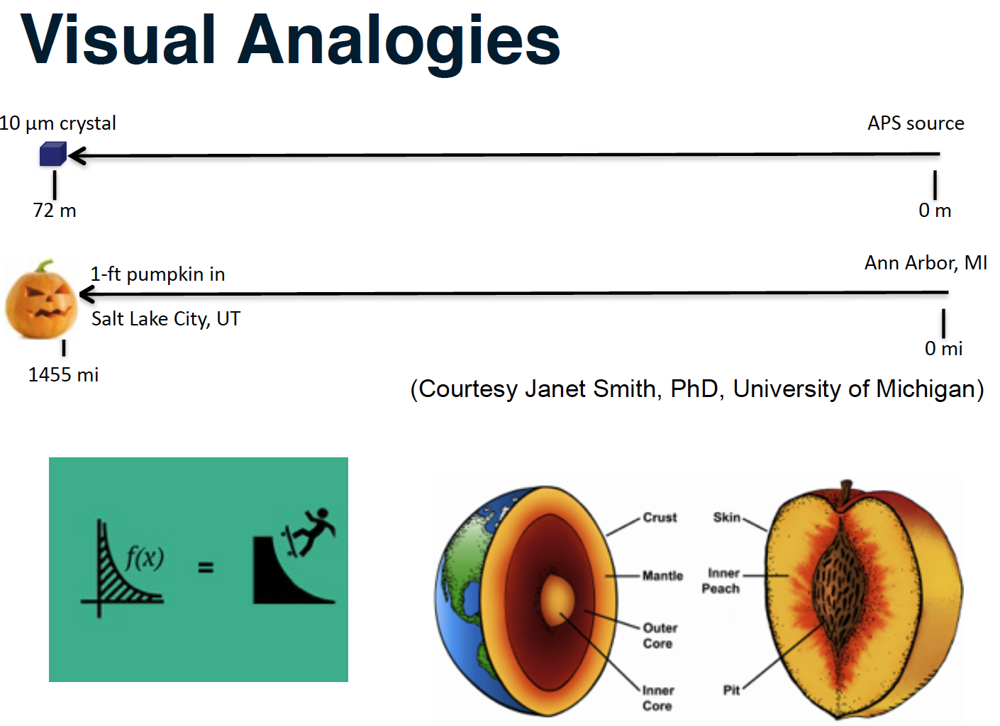 Visual Analogies
10 µm crystal
APS source
72 m
0 m
Ann Arbor, MI
1-ft pumpkin in
Salt Lake City, UT
0 mi
1455 mi
(Courtesy Janet Smith, PhD, University of Michigan)
f(x)
=
Crust
Mantle
Outer
Core
Inner
Core
Skin
Inner
Peach
Pit